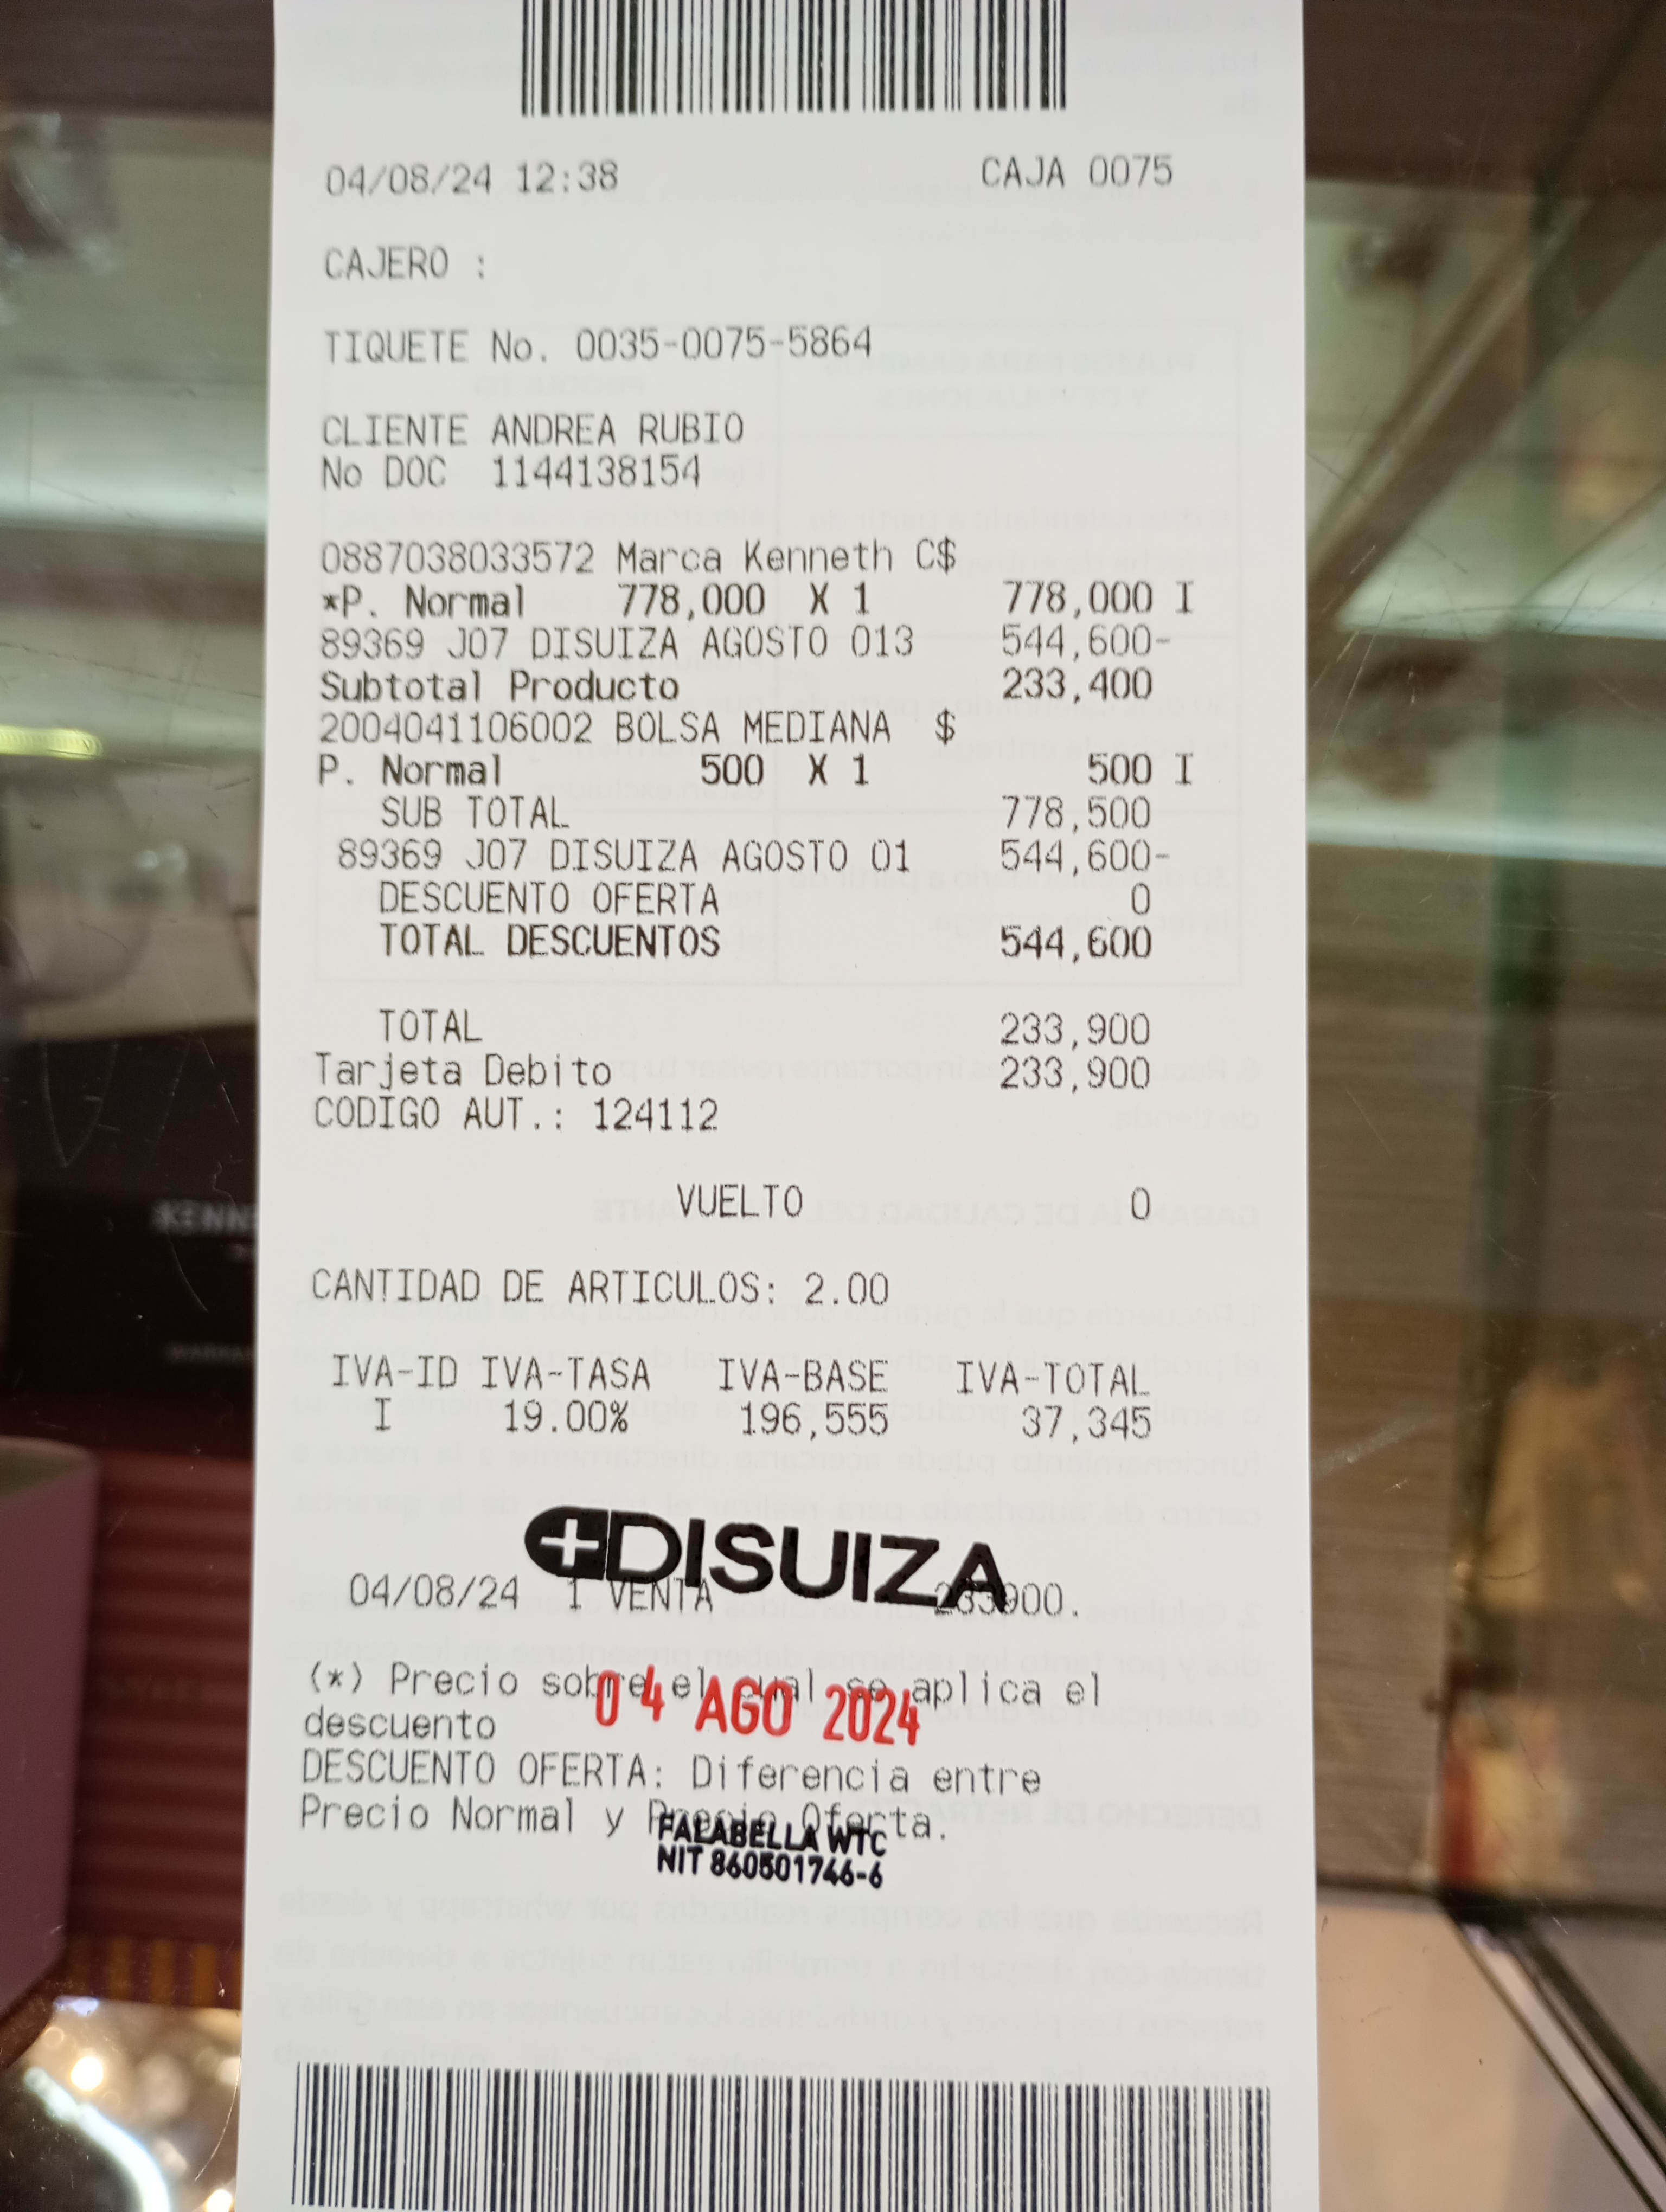 04/08/24 12:38 CAJA 0075
CAJERO :
TIQUETE No. 0035-0075-5864
CLIENTE ANDREA RUBIO
No DOC 1144138154
0887038033572 Marca Kenneth C$
*P. Normal 778,000 X 1 778,000 I
89369 J07 DISUIZA AGOSTO 013 544,600-
Subtotal Producto 233,400
2004041106002 BOLSA MEDIANA $
P. Normal 500 X 1 500 I
SUB TOTAL 778,500
89369 J07 DISUIZA AGOSTO 01 544,600-
DESCUENTO OFERTA 0
TOTAL DESCUENTOS 544,600
TOTAL 233,900
Tarjeta Debito 233,900
CODIGO AUT.: 124112
VUELTO 0
CANTIDAD DE ARTICULOS: 2.00
IVA-ID IVA-TASA IVA-BASE IVA-TOTAL
I 19.00% 196,555 37,345
DISUIZA
04/08/24 1 VENTA 233900.
(*) Precio sobre el cual se aplica el
04 AGO 2024
descuento
DESCUENTO OFERTA: Diferencia entre
Precio Normal y Precio Oferta.
FALABELLA WTC
NIT 860501746-6